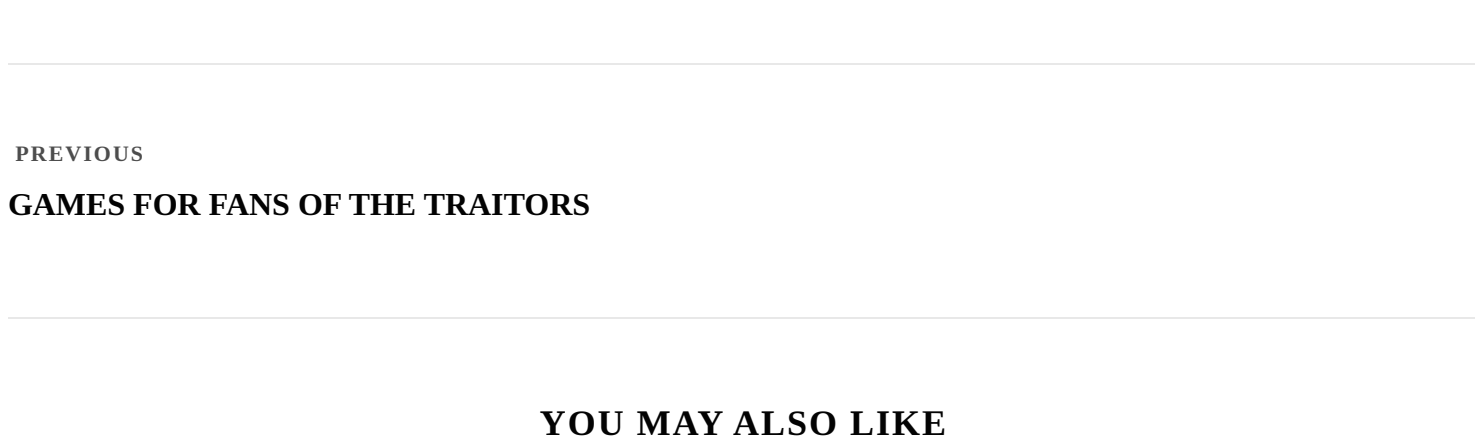 PREVIOUS
GAMES FOR FANS OF THE TRAITORS
YOU MAY ALSO LIKE